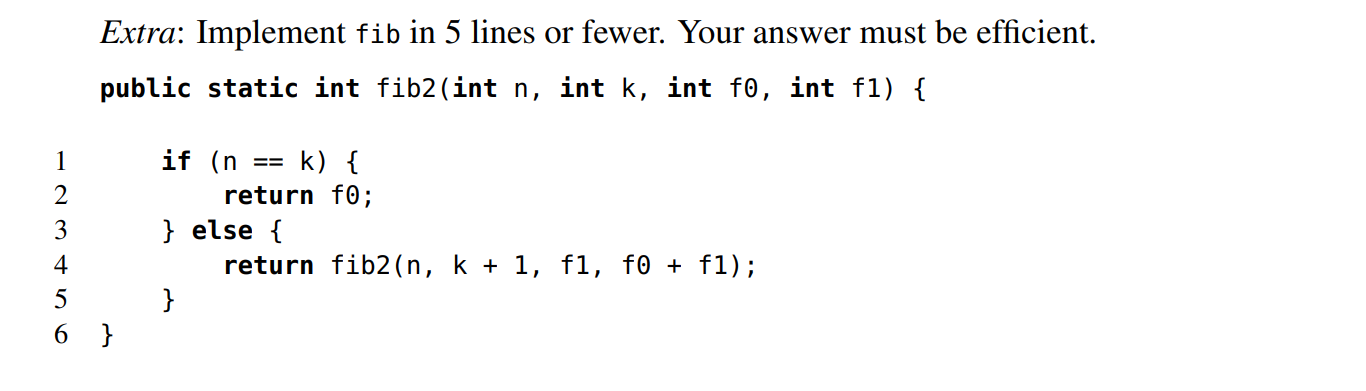 Extra: Implement fib in 5 lines or fewer. Your answer must be efficient.
public static int fib2(int n, int k, int f0, int f1) {
1 if (n == k) {
2 return f0;
3 } else {
4 return fib2(n, k + 1, f1, f0 + f1);
5 }
6 }